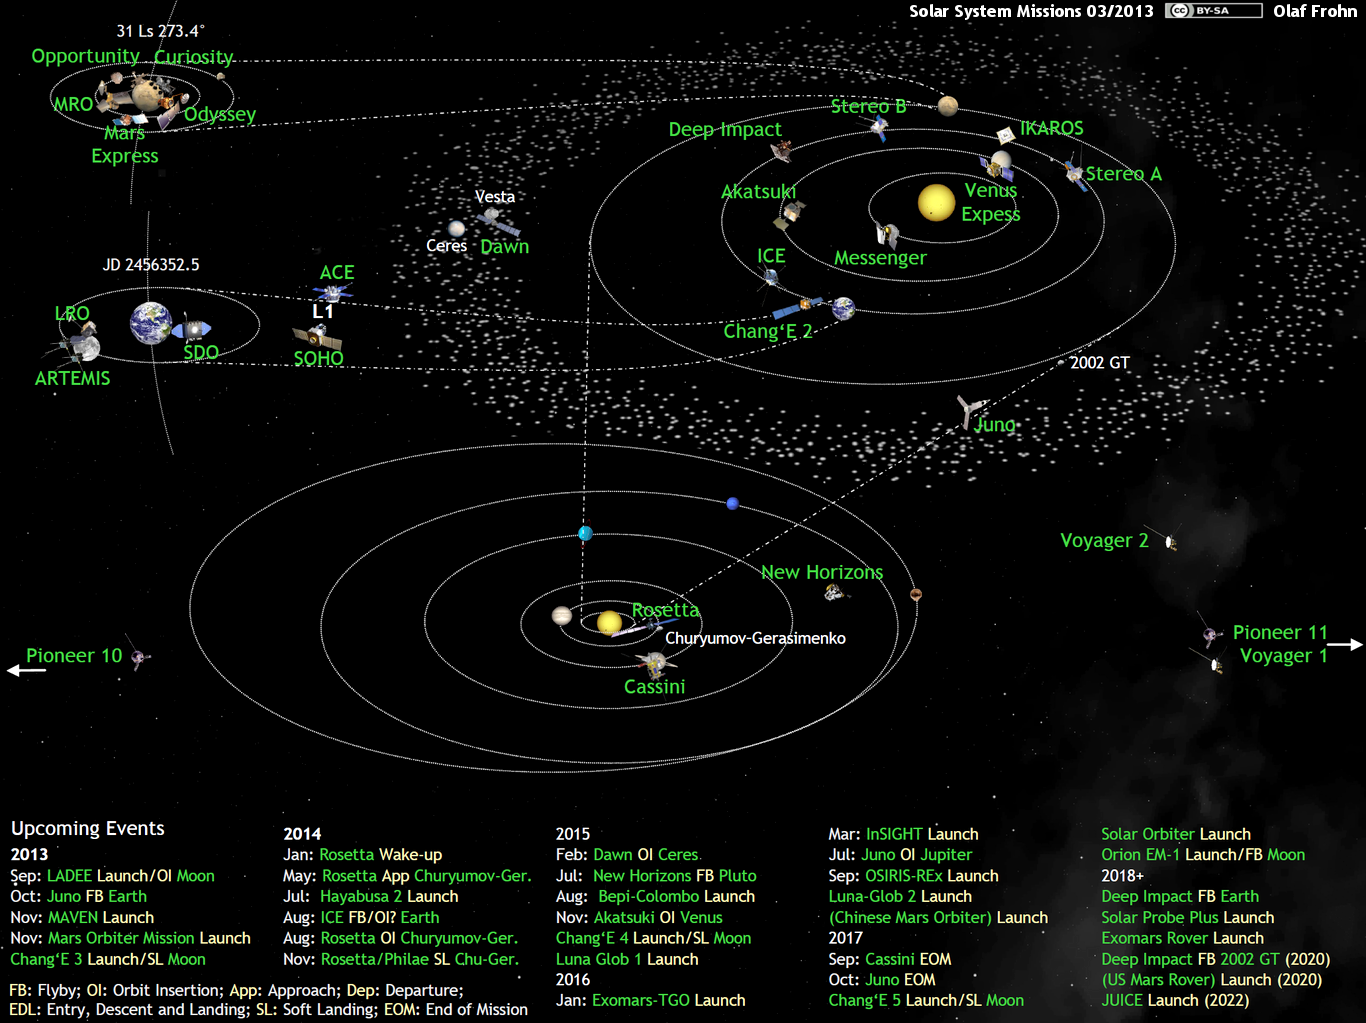 Solar System Missions 03/2013 cc BY-SA Olaf Frohn
31 Ls 273.4°
Opportunity Curiosity
MRO
Odyssey
Mars
Express
Stereo B
Deep Impact
IKAROS
Stereo A
Akatsuki
Venus
Expess
Vesta
Ceres Dawn
Messenger
ICE
Chang‘E 2
JD 2456352.5
ACE
L1
LRO
SDO
SOHO
ARTEMIS
2002 GT
Juno
Voyager 2
New Horizons
Rosetta
Churyumov-Gerasimenko
Cassini
Pioneer 10
Pioneer 11
Voyager 1
Upcoming Events
2013
Sep: LADEE Launch/OI Moon
Oct: Juno FB Earth
Nov: MAVEN Launch
Nov: Mars Orbiter Mission Launch
Chang‘E 3 Launch/SL Moon
2014
Jan: Rosetta Wake-up
May: Rosetta App Churyumov-Ger.
Jul: Hayabusa 2 Launch
Aug: ICE FB/OI? Earth
Aug: Rosetta OI Churyumov-Ger.
Nov: Rosetta/Philae SL Chu-Ger.
2015
Feb: Dawn OI Ceres
Jul: New Horizons FB Pluto
Aug: Bepi-Colombo Launch
Nov: Akatsuki OI Venus
Chang‘E 4 Launch/SL Moon
Luna Glob 1 Launch
2016
Jan: Exomars-TGO Launch
Mar: InSIGHT Launch
Jul: Juno OI Jupiter
Sep: OSIRIS-REx Launch
Luna-Glob 2 Launch
(Chinese Mars Orbiter) Launch
2017
Sep: Cassini EOM
Oct: Juno EOM
Chang‘E 5 Launch/SL Moon
Solar Orbiter Launch
Orion EM-1 Launch/FB Moon
2018+
Deep Impact FB Earth
Solar Probe Plus Launch
Exomars Rover Launch
Deep Impact FB 2002 GT (2020)
(US Mars Rover) Launch (2020)
JUICE Launch (2022)
FB: Flyby; OI: Orbit Insertion; App: Approach; Dep: Departure;
EDL: Entry, Descent and Landing; SL: Soft Landing; EOM: End of Mission